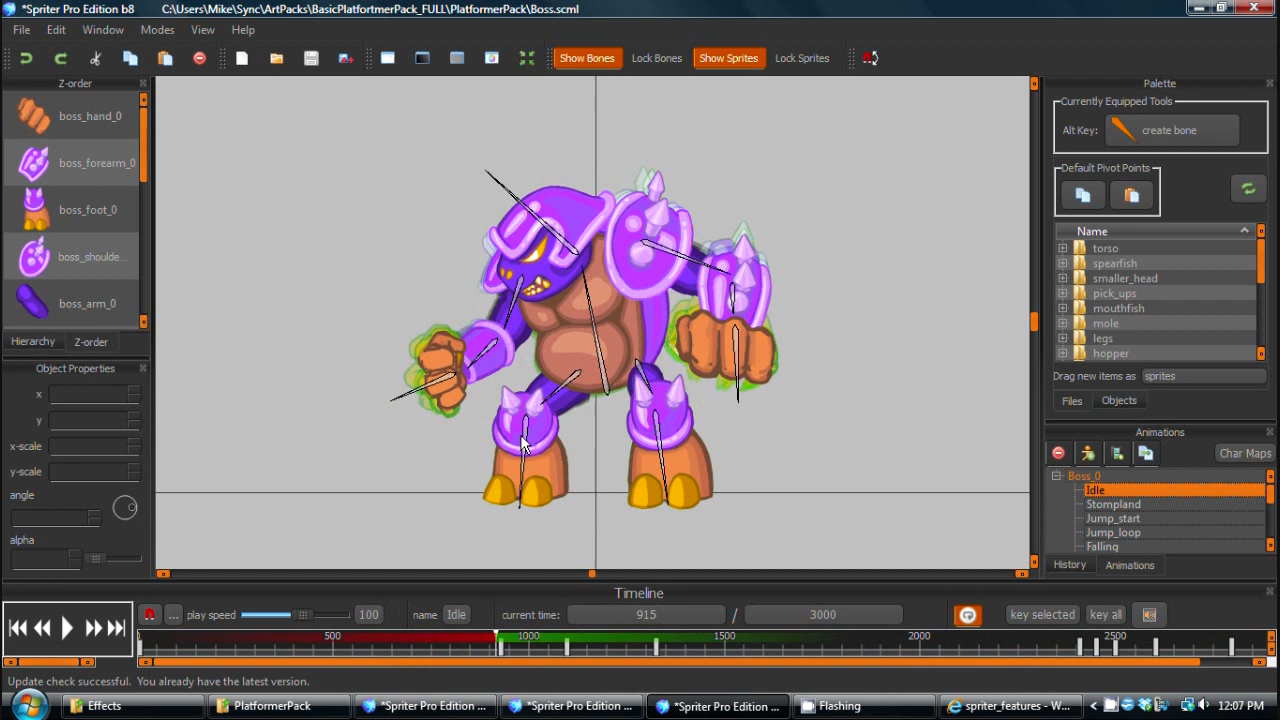 *Spriter Pro Edition b8 C:\Users\Mike\Sync\ArtPacks\BasicPlatfortmerPack_FULL\PlatformerPack\Boss.scml
File Edit Window Modes View Help
Show Bones Lock Bones Show Sprites Lock Sprites
Z-order
boss_hand_0
boss_forearm_0
boss_foot_0
boss_shoulde...
boss_arm_0
Hierarchy Z-order
Object Properties
x
y
x-scale
y-scale
angle
alpha
Palette
Currently Equipped Tools
Alt Key: create bone
Default Pivot Points
Name
torso
spearfish
smaller_head
pick_ups
mouthfish
mole
legs
hopper
Drag new items as sprites
Files Objects
Animations
Char Maps
Boss_0
Idle
Stompland
Jump_start
Jump_loop
Falling
History Animations
Timeline
... play speed 100 name Idle current time: 915 / 3000 key selected key all
500 1000 1500 2000 2500
Update check successful. You already have the latest version.
Effects PlatformerPack *Spriter Pro Edition ... *Spriter Pro Edition ... *Spriter Pro Edition ... Flashing spriter_features - W... 12:07 PM